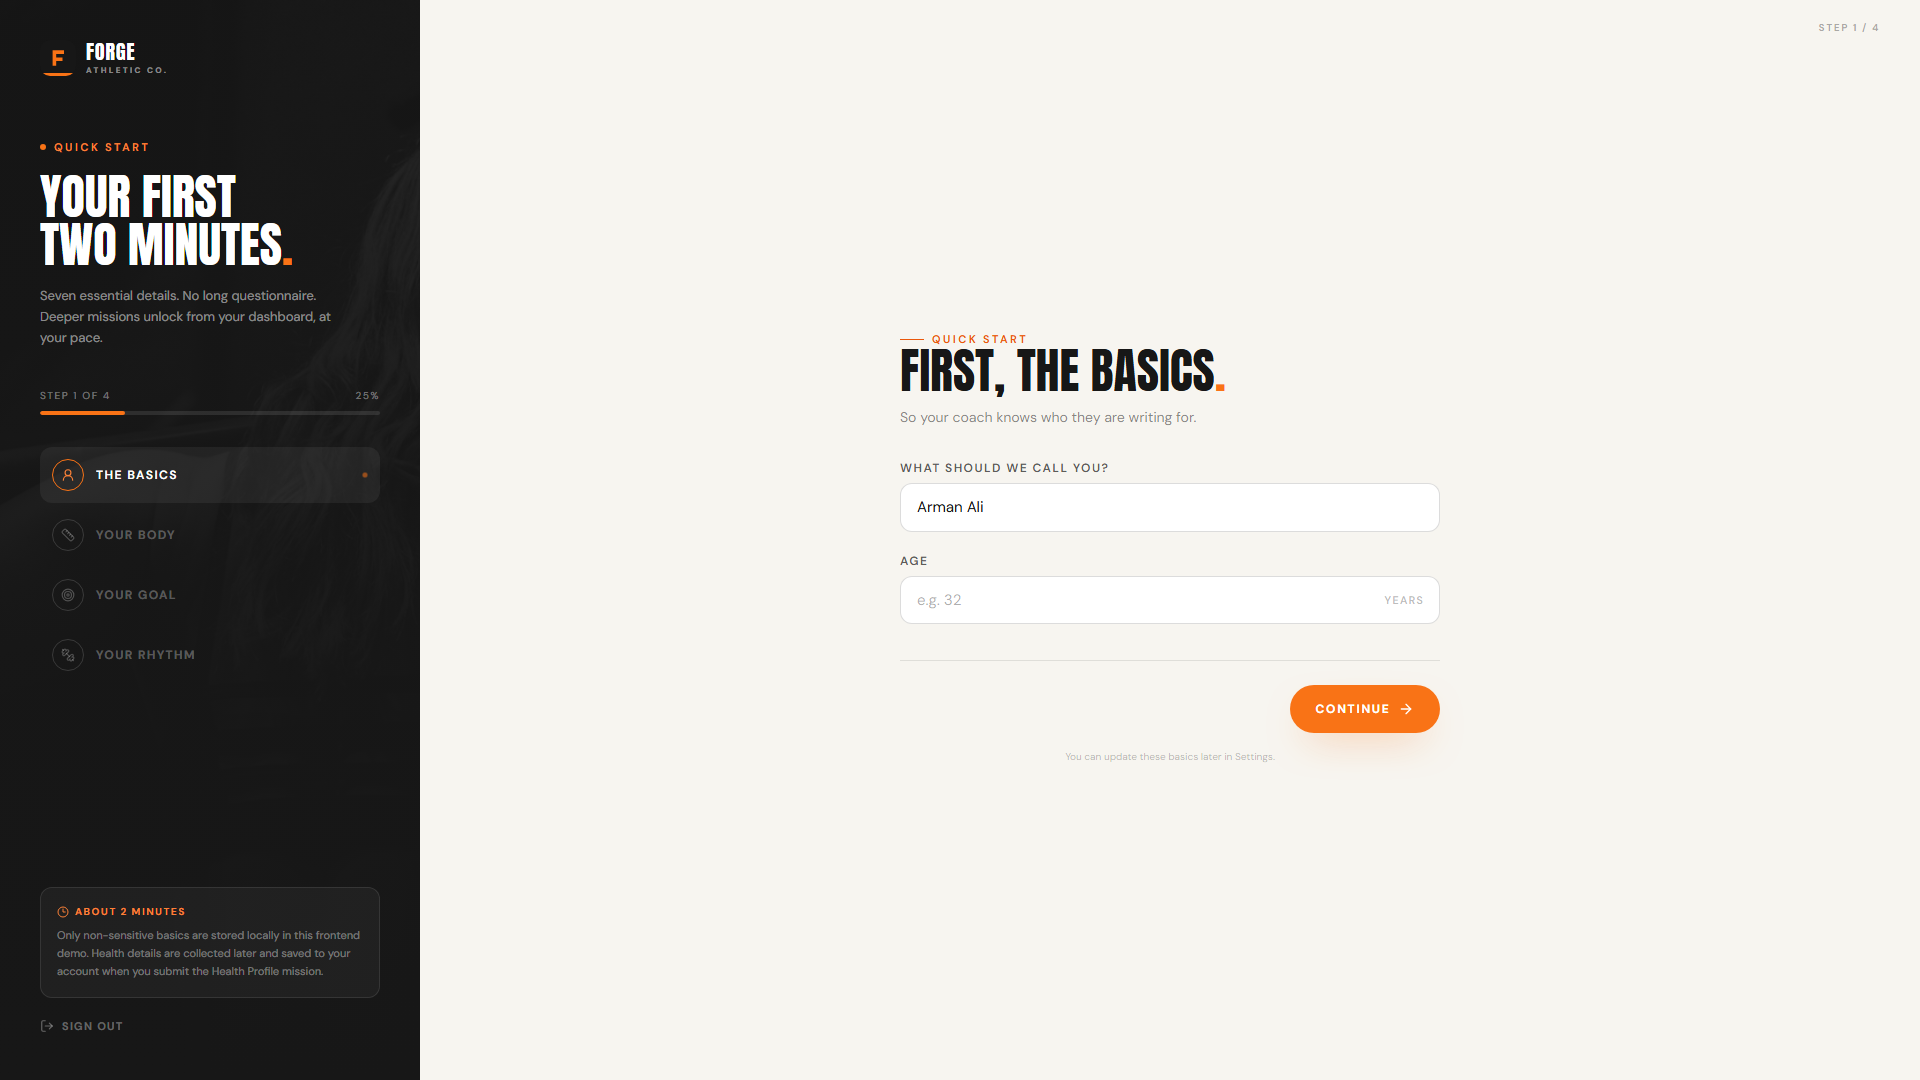 F
FORGE
ATHLETIC CO.
QUICK START
YOUR FIRST
TWO MINUTES.
Seven essential details. No long questionnaire.
Deeper missions unlock from your dashboard, at
your pace.
STEP 1 OF 4 25%
THE BASICS
YOUR BODY
YOUR GOAL
YOUR RHYTHM
ABOUT 2 MINUTES
Only non-sensitive basics are stored locally in this frontend
demo. Health details are collected later and saved to your
account when you submit the Health Profile mission.
SIGN OUT
STEP 1 / 4
QUICK START
FIRST, THE BASICS.
So your coach knows who they are writing for.
WHAT SHOULD WE CALL YOU?
Arman Ali
AGE
e.g. 32 YEARS
CONTINUE
You can update these basics later in Settings.